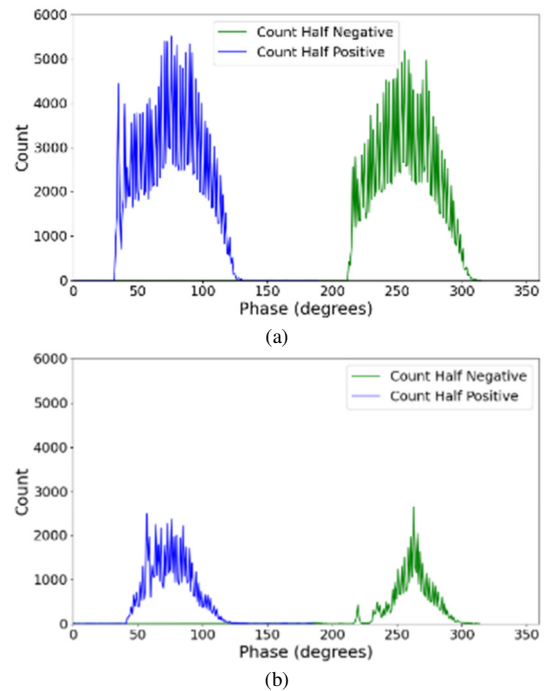 6000
Count Half Negative
Count Half Positive
5000
4000
Count
3000
2000
1000
0
0 50 100 150 200 250 300 350
Phase (degrees)
(a)
6000
Count Half Negative
Count Half Positive
5000
4000
Count
3000
2000
1000
0
0 50 100 150 200 250 300 350
Phase (degrees)
(b)